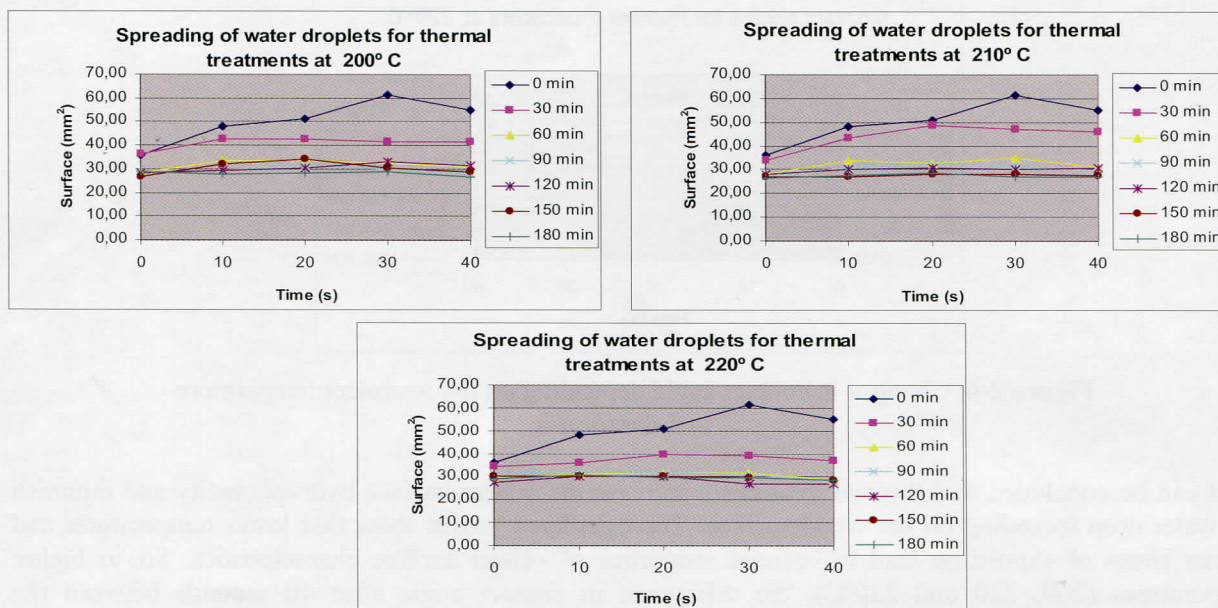 Spreading of water droplets for thermal
treatments at 200º C
Surface (mm²)
70,00
60,00
50,00
40,00
30,00
20,00
10,00
0,00
0 10 20 30 40
Time (s)
0 min
30 min
60 min
90 min
120 min
150 min
180 min
Spreading of water droplets for thermal
treatments at 210º C
Surface (mm²)
70,00
60,00
50,00
40,00
30,00
20,00
10,00
0,00
0 10 20 30 40
Time (s)
0 min
30 min
60 min
90 min
120 min
150 min
180 min
Spreading of water droplets for thermal
treatments at 220º C
Surface (mm²)
70,00
60,00
50,00
40,00
30,00
20,00
10,00
0,00
0 10 20 30 40
Time (s)
0 min
30 min
60 min
90 min
120 min
150 min
180 min